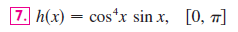 7. h(x) = cos⁴x sin x, [0, π]